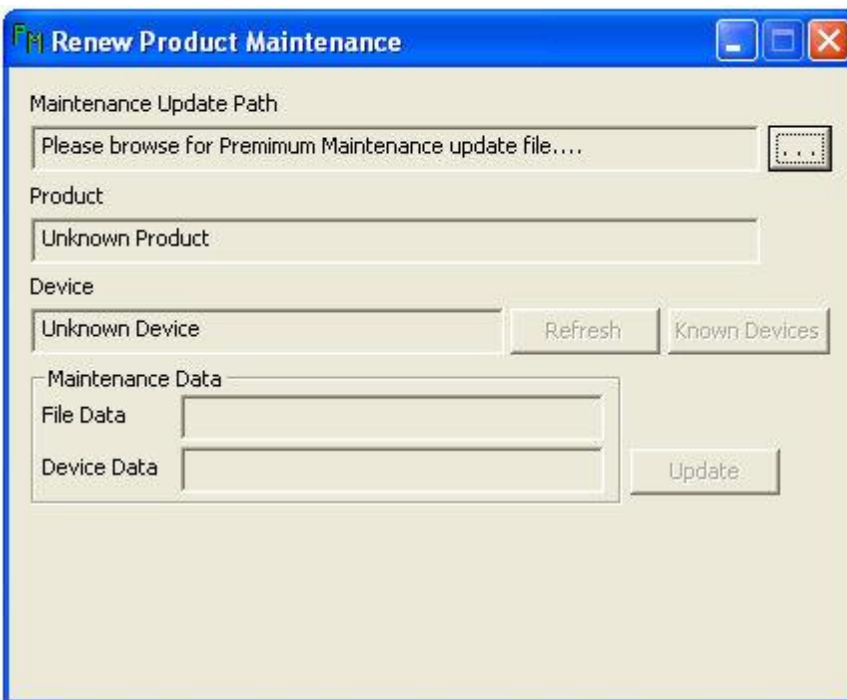 PM Renew Product Maintenance
Maintenance Update Path
Please browse for Premimum Maintenance update file....
...
Product
Unknown Product
Device
Unknown Device Refresh Known Devices
Maintenance Data
File Data
Device Data Update